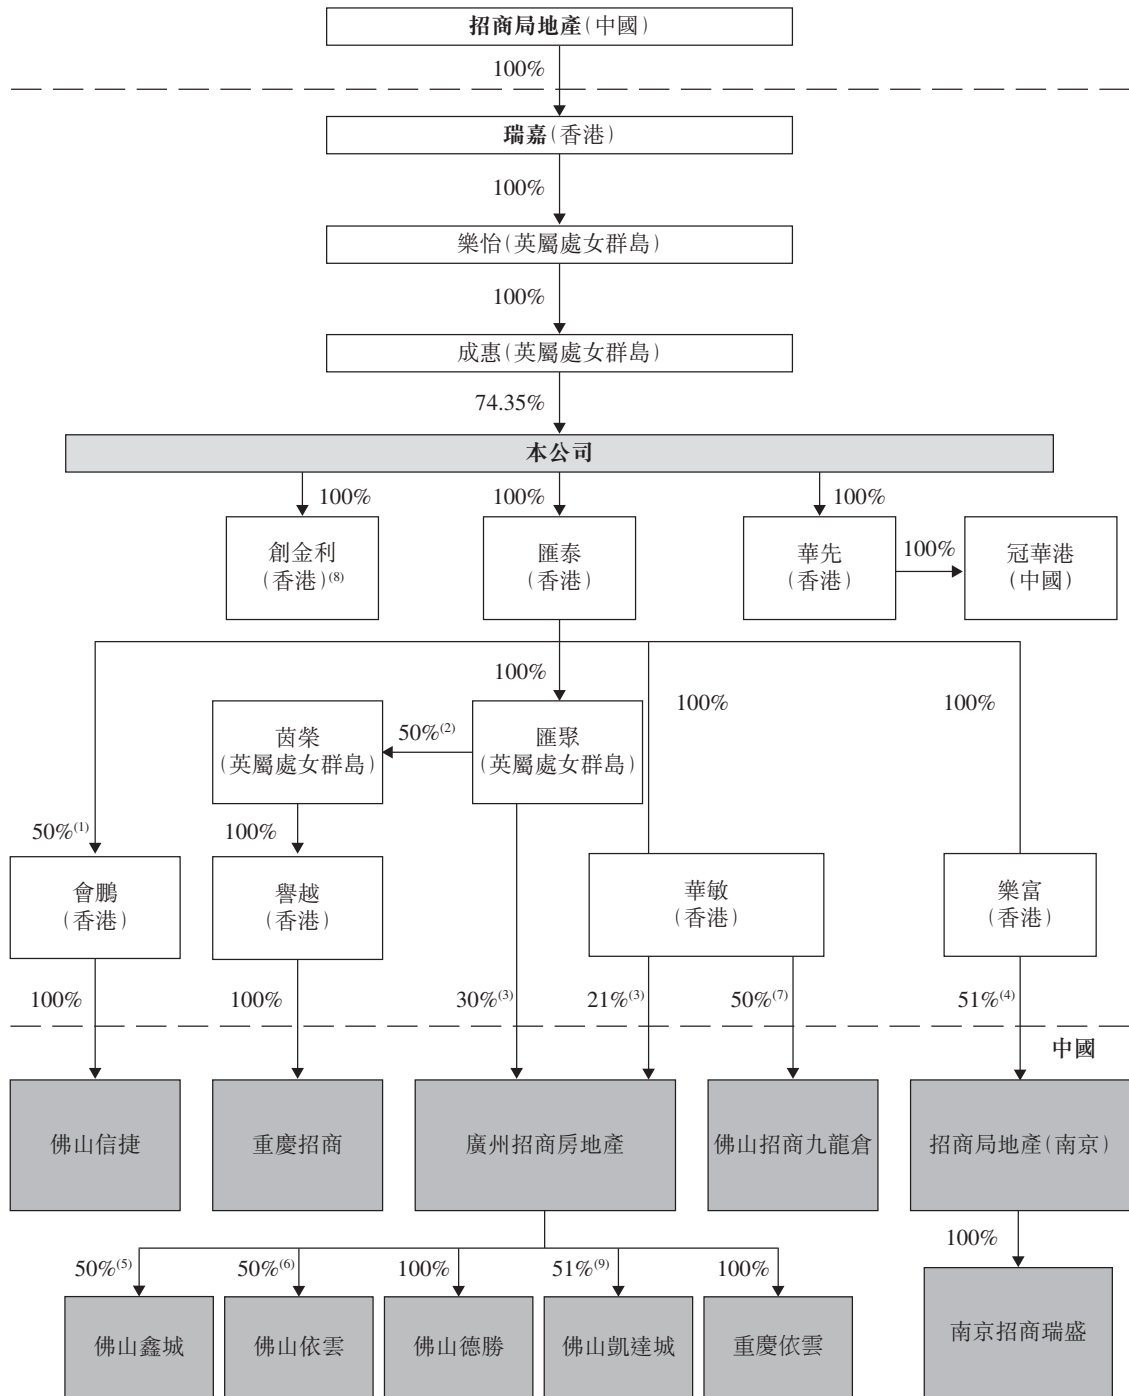 招商局地產(中國)
100%
瑞嘉(香港)
100%
樂怡(英屬處女群島)
100%
成惠(英屬處女群島)
74.35%
本公司
100%
100%
100%
創金利
(香港)(8)
匯泰
(香港)
華先
(香港)
100%
冠華港
(中國)
100%
100%
100%
茵榮
(英屬處女群島)
50%(2)
匯聚
(英屬處女群島)
50%(1)
100%
會鵬
(香港)
譽越
(香港)
華敏
(香港)
樂富
(香港)
100%
100%
30%(3)
21%(3)
50%(7)
51%(4)
中國
佛山信捷
重慶招商
廣州招商房地產
佛山招商九龍倉
招商局地產(南京)
100%
50%(5)
50%(6)
100%
51%(9)
100%
佛山鑫城
佛山依雲
佛山德勝
佛山凱達城
重慶依雲
南京招商瑞盛